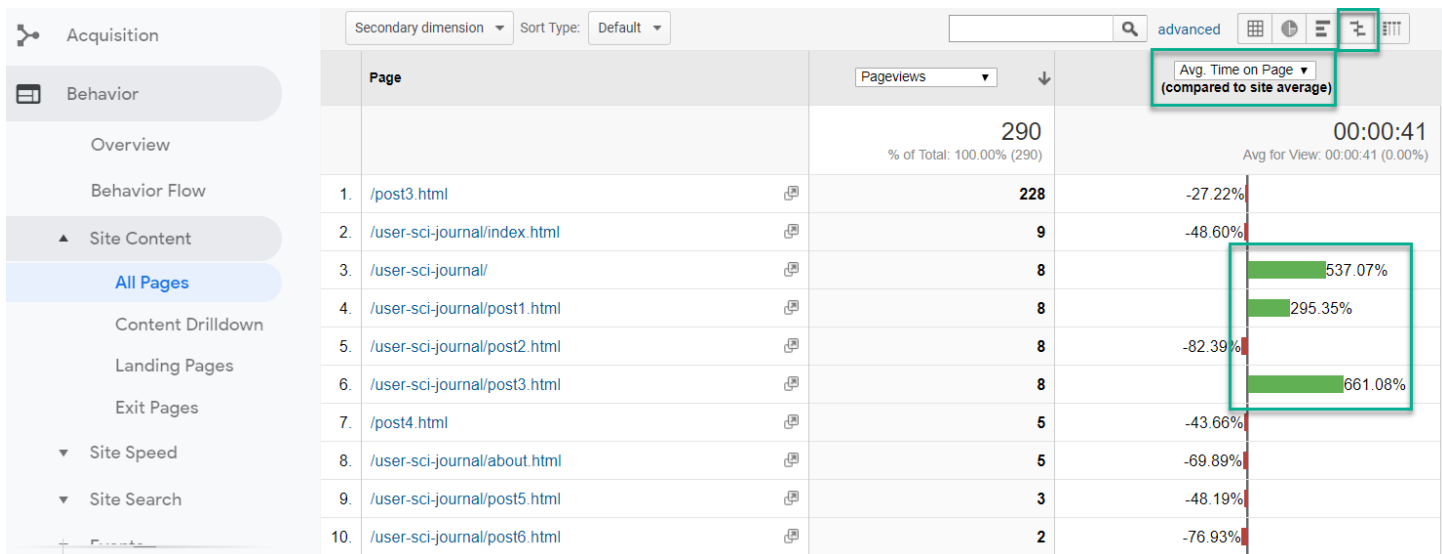 Acquisition
Behavior
Overview
Behavior Flow
Site Content
All Pages
Content Drilldown
Landing Pages
Exit Pages
Site Speed
Site Search
Secondary dimension Sort Type: Default advanced
Page Pageviews Avg. Time on Page
(compared to site average)
290 00:00:41
% of Total: 100.00% (290) Avg for View: 00:00:41 (0.00%)
1. /post3.html 228 -27.22%
2. /user-sci-journal/index.html 9 -48.60%
3. /user-sci-journal/ 8 537.07%
4. /user-sci-journal/post1.html 8 295.35%
5. /user-sci-journal/post2.html 8 -82.39%
6. /user-sci-journal/post3.html 8 661.08%
7. /post4.html 5 -43.66%
8. /user-sci-journal/about.html 5 -69.89%
9. /user-sci-journal/post5.html 3 -48.19%
10. /user-sci-journal/post6.html 2 -76.93%